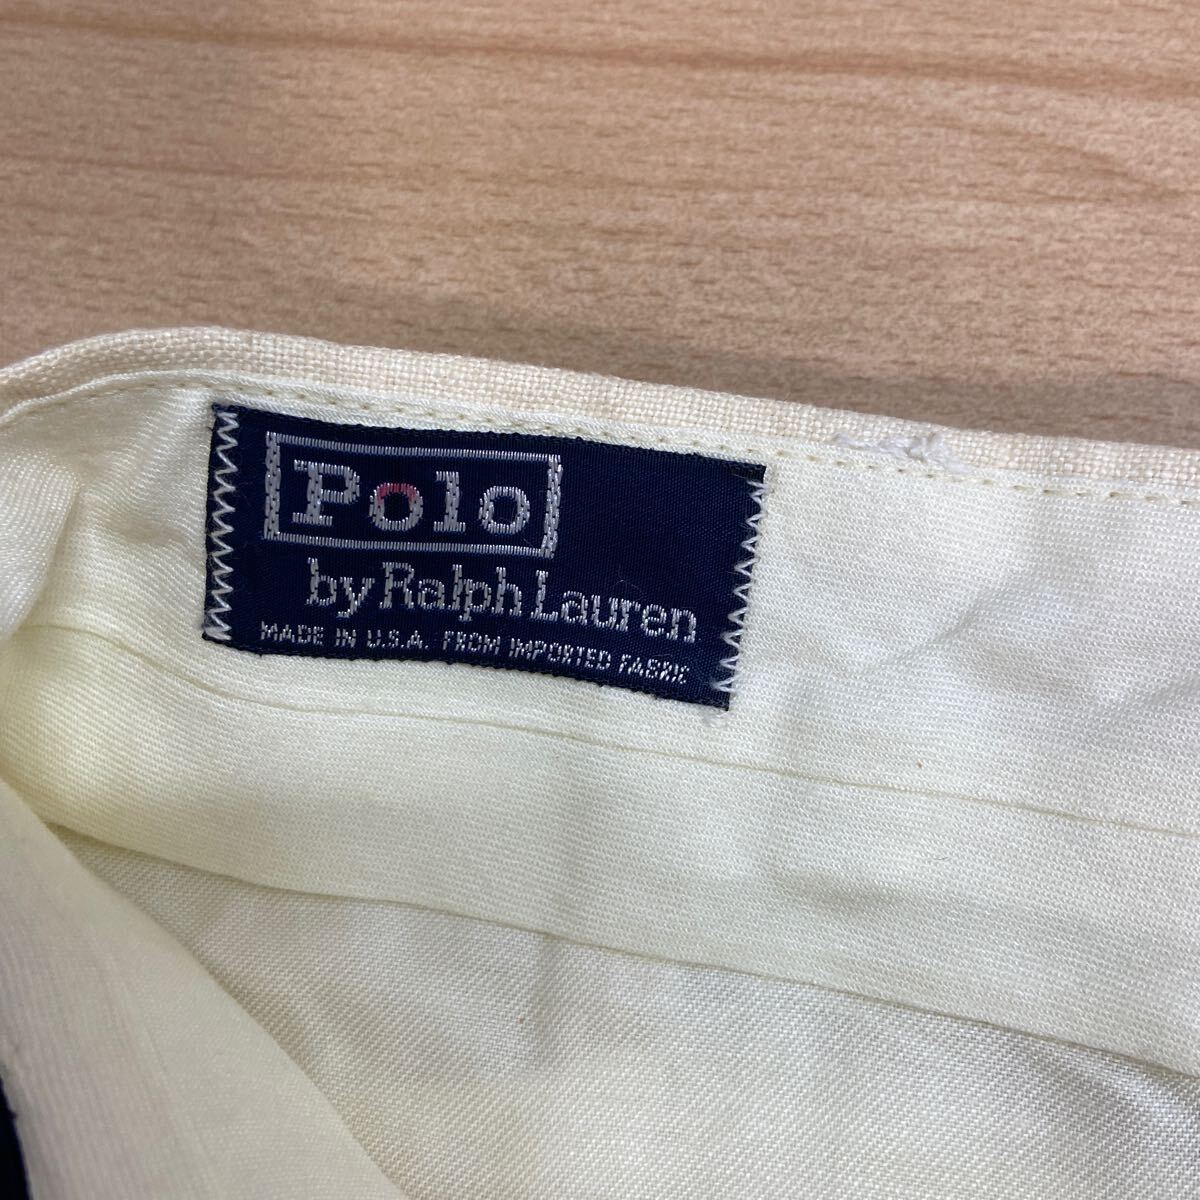 Polo
by Ralph Lauren
MADE IN U.S.A. FROM IMPORTED FABRIC